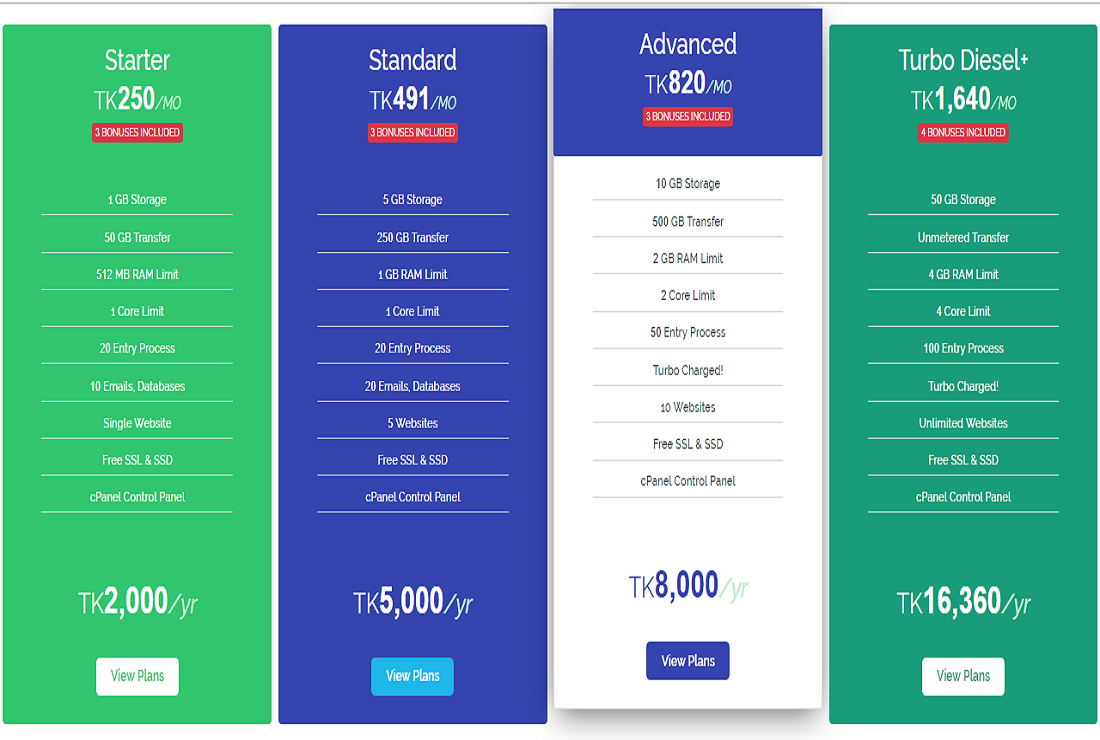 Starter
TK250/MO
3 BONUSES INCLUDED
1 GB Storage
50 GB Transfer
512 MB RAM Limit
1 Core Limit
20 Entry Process
10 Emails, Databases
Single Website
Free SSL & SSD
cPanel Control Panel
TK2,000/yr
View Plans
Standard
TK491/MO
3 BONUSES INCLUDED
5 GB Storage
250 GB Transfer
1 GB RAM Limit
1 Core Limit
20 Entry Process
20 Emails, Databases
5 Websites
Free SSL & SSD
cPanel Control Panel
TK5,000/yr
View Plans
Advanced
TK820/MO
3 BONUSES INCLUDED
10 GB Storage
500 GB Transfer
2 GB RAM Limit
2 Core Limit
50 Entry Process
Turbo Charged!
10 Websites
Free SSL & SSD
cPanel Control Panel
TK8,000/yr
View Plans
Turbo Diesel+
TK1,640/MO
4 BONUSES INCLUDED
50 GB Storage
Unmetered Transfer
4 GB RAM Limit
4 Core Limit
100 Entry Process
Turbo Charged!
Unlimited Websites
Free SSL & SSD
cPanel Control Panel
TK16,360/yr
View Plans